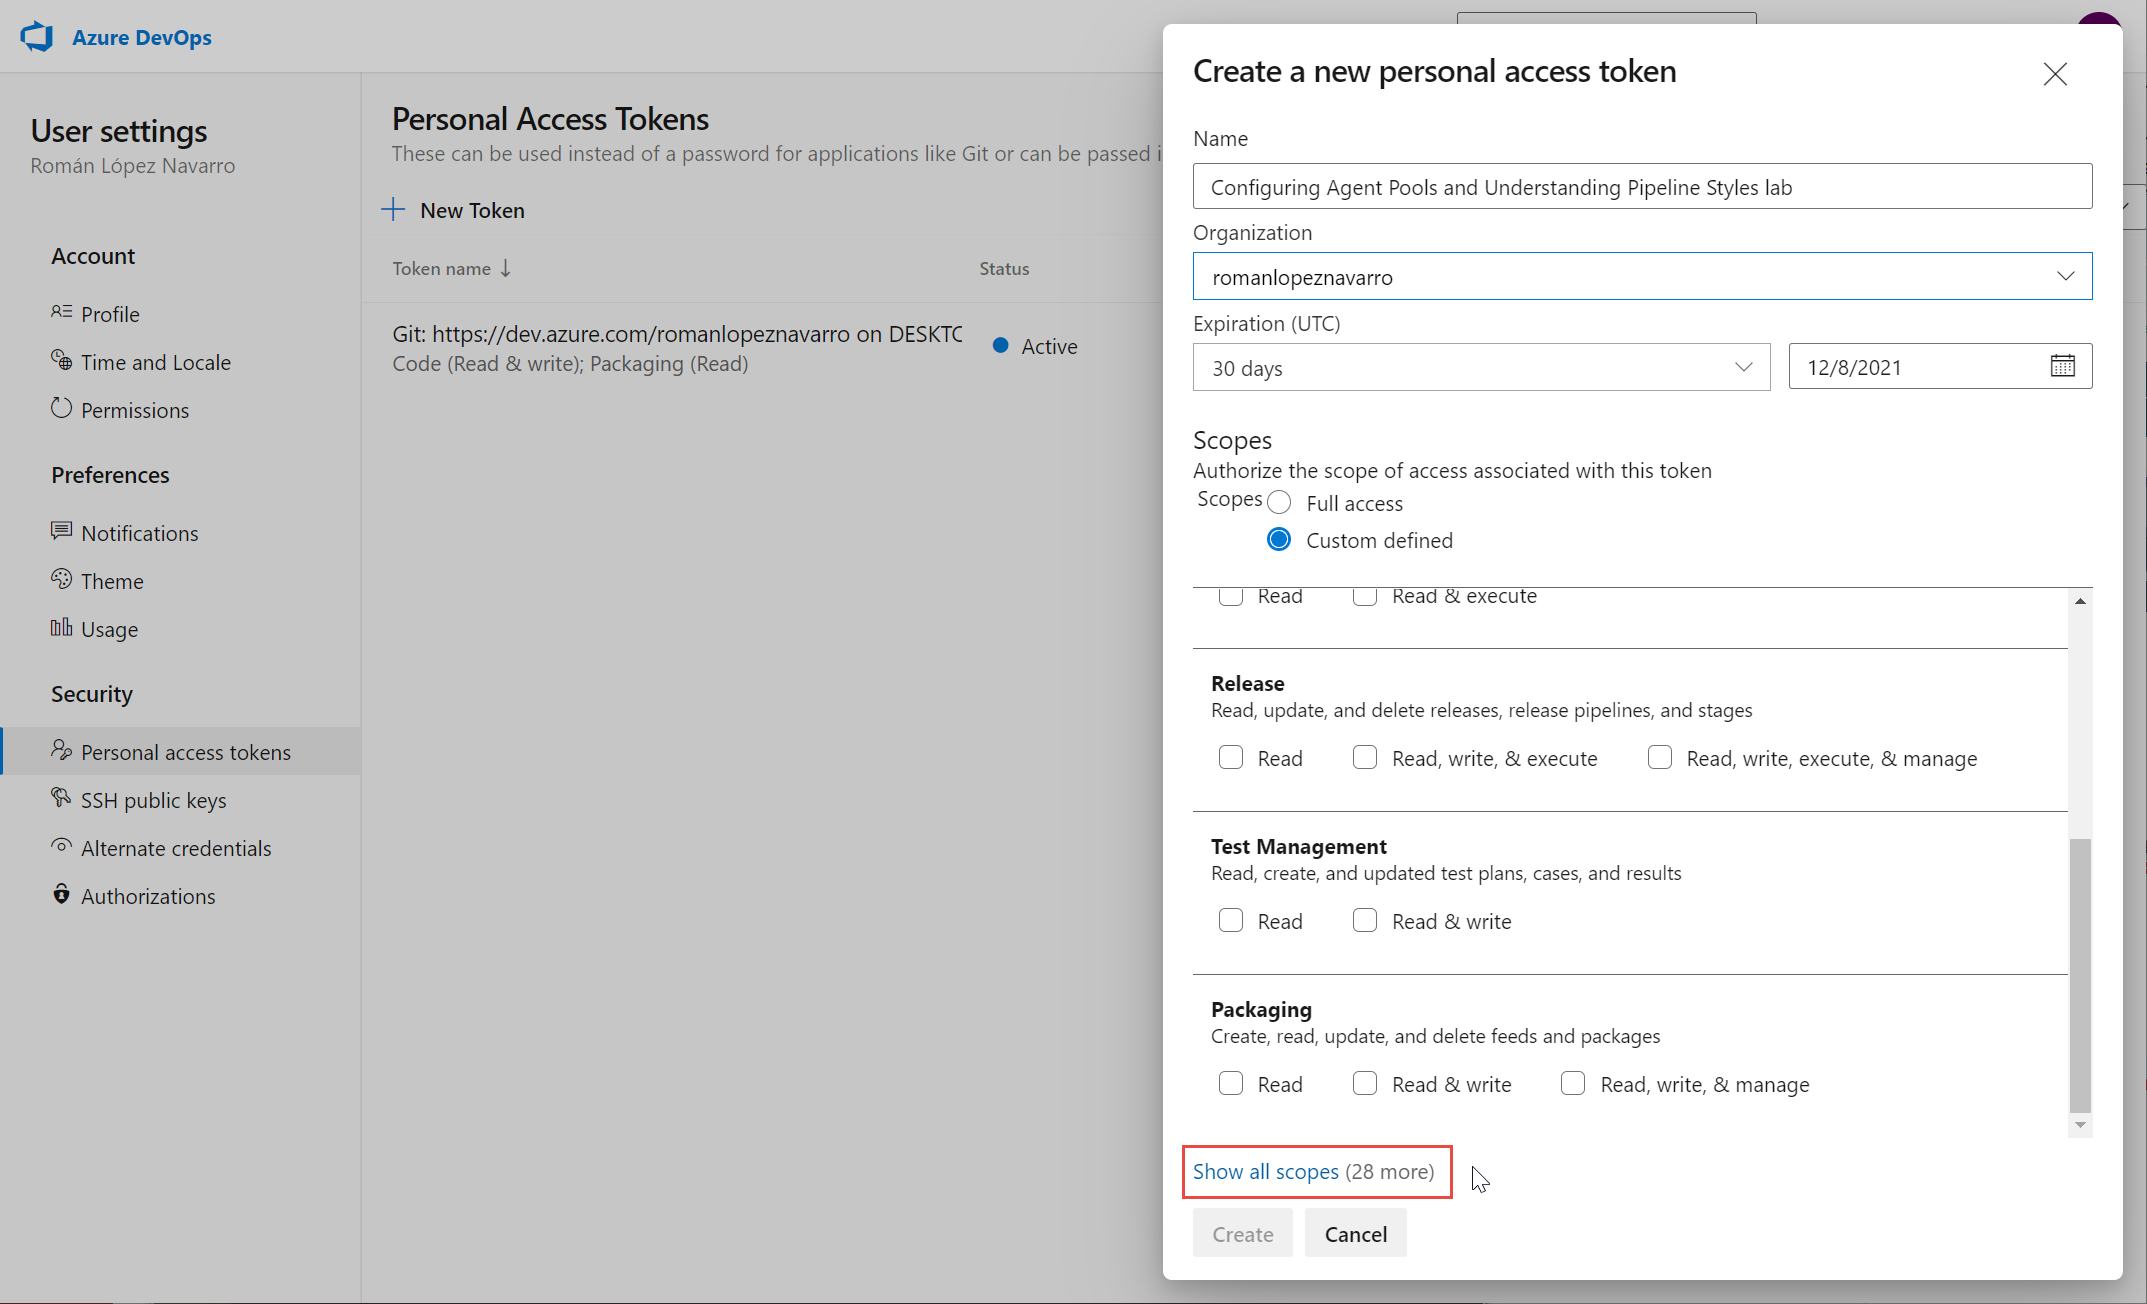 Azure DevOps
User settings
Román López Navarro
Account
Profile
Time and Locale
Permissions
Preferences
Notifications
Theme
Usage
Security
Personal access tokens
SSH public keys
Alternate credentials
Authorizations
Personal Access Tokens
These can be used instead of a password for applications like Git or can be passed i
New Token
Token name Status
Git: https://dev.azure.com/romanlopeznavarro on DESKTC Active
Code (Read & write); Packaging (Read)
Create a new personal access token
Name
Configuring Agent Pools and Understanding Pipeline Styles lab
Organization
romanlopeznavarro
Expiration (UTC)
30 days 12/8/2021
Scopes
Authorize the scope of access associated with this token
Scopes Full access
Custom defined
Read Read & execute
Release
Read, update, and delete releases, release pipelines, and stages
Read Read, write, & execute Read, write, execute, & manage
Test Management
Read, create, and updated test plans, cases, and results
Read Read & write
Packaging
Create, read, update, and delete feeds and packages
Read Read & write Read, write, & manage
Show all scopes (28 more)
Create Cancel